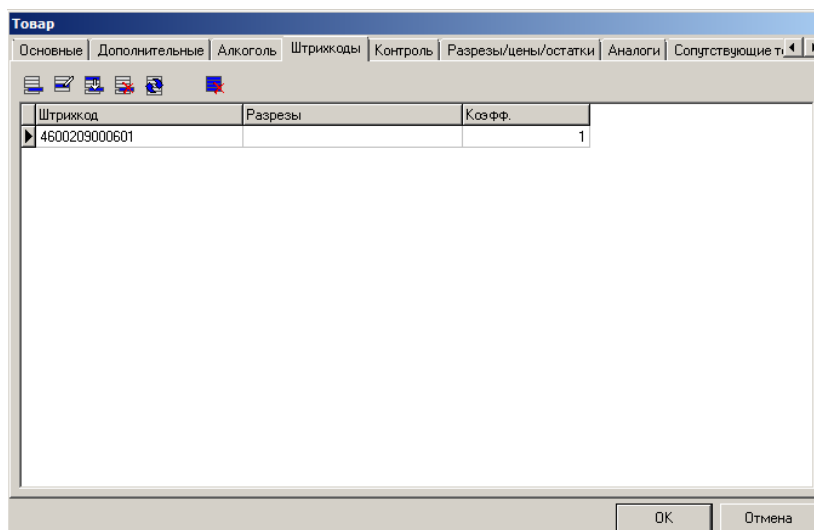 Товар
Основные Дополнительные Алкоголь Штрихкоды Контроль Разрезы/цены/остатки Аналоги Сопутствующие т
Штрихкод Разрезы Коэфф.
4600209000601 1
OK Отмена